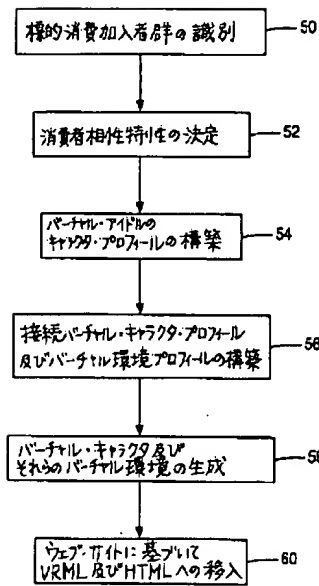 標的消費加入者群の識別
50
消費者相性特性の決定
52
バーチャル・アイドルの
キャラクタ・プロフィールの構築
54
接続バーチャル・キャラクタ・プロフィール
及びバーチャル環境プロフィールの構築
56
バーチャル・キャラクタ及び
それらのバーチャル環境の生成
58
ウェブ・サイトに基づいて
VRML及びHTMLへの移入
60